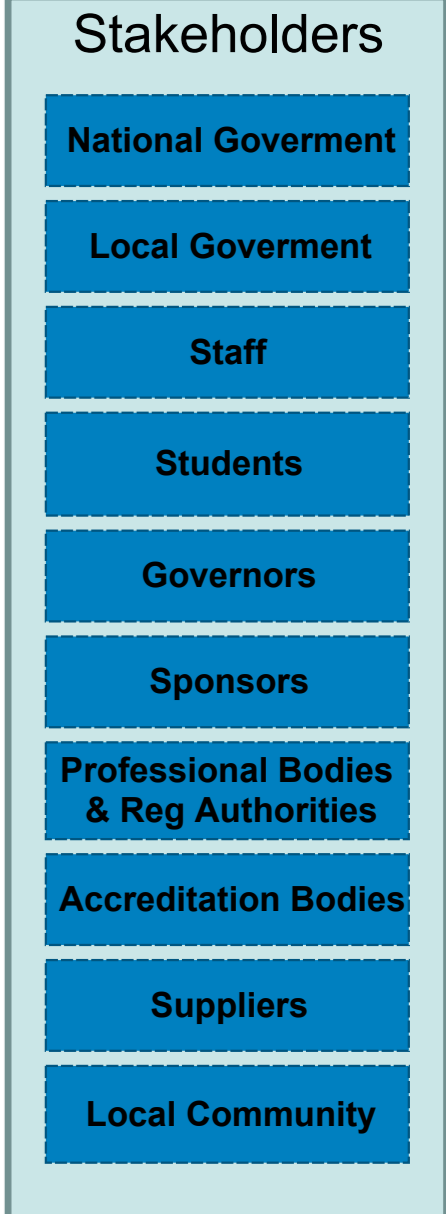 Stakeholders
National Goverment
Local Goverment
Staff
Students
Governors
Sponsors
Professional Bodies
& Reg Authorities
Accreditation Bodies
Suppliers
Local Community